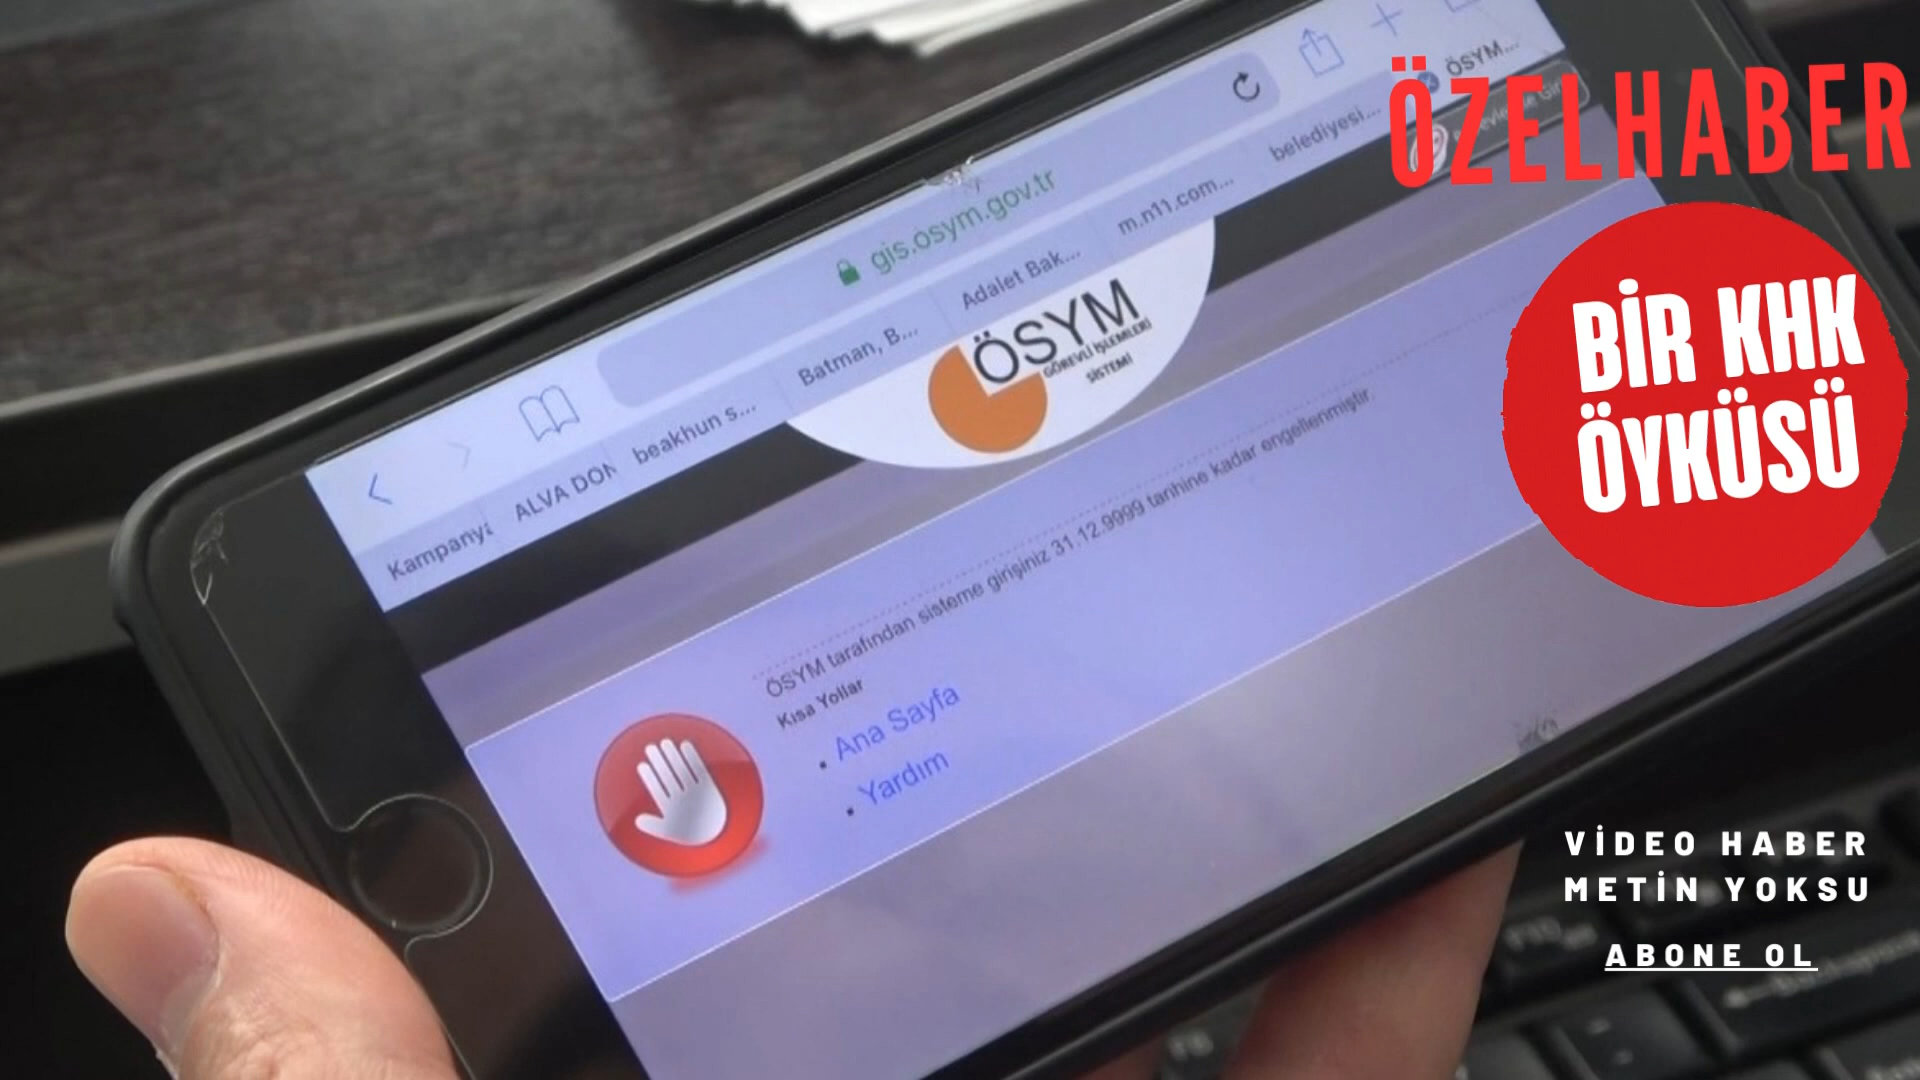 ÖZELHABER
BİR KHK
ÖYKÜSÜ
gis.osym.gov.tr
ALVA DON
beakhun s...
Batman, B...
Adalet Bak...
m.n11.com...
belediyesi...
ÖSYM...
ÖSYM
GÖREVLİ İŞLEMLERİ
SİSTEMİ
ÖSYM tarafından sisteme girişiniz 31.12.9999 tarihine kadar engellenmiştir.
Kısa Yollar
Ana Sayfa
Yardım
VİDEO HABER
METİN YOKSU
ABONE OL